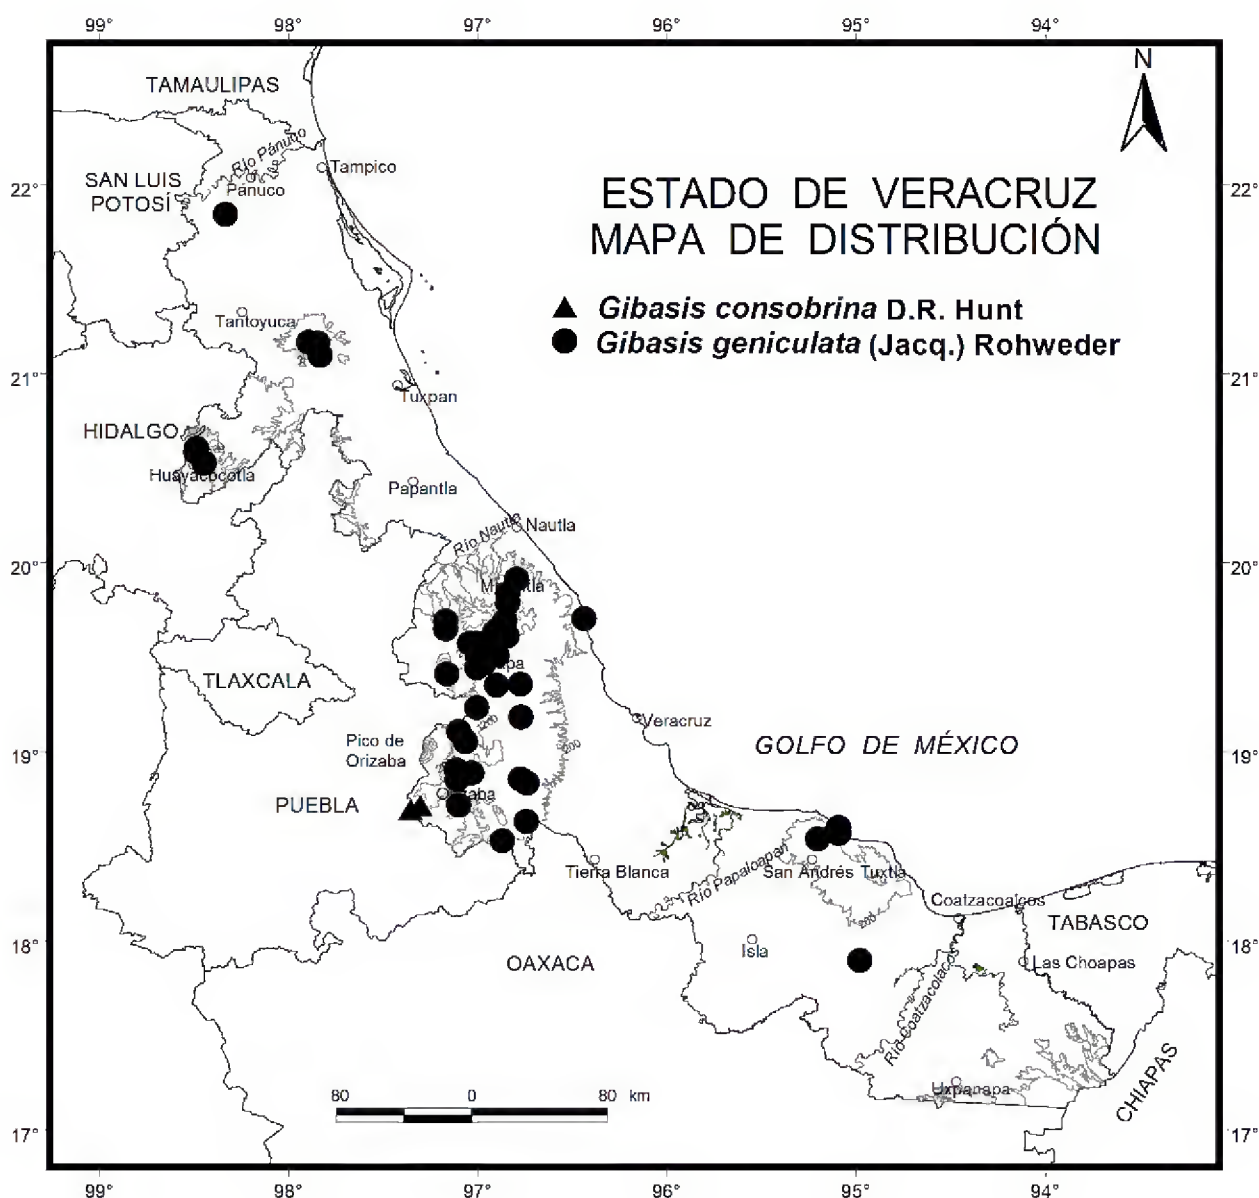 99° 98° 97° 96° 95° 94°
N
TAMAULIPAS
Río Pánuco
Tampico
22° 22°
SAN LUIS
POTOSÍ
Pánuco
ESTADO DE VERACRUZ
MAPA DE DISTRIBUCIÓN
Gibasis consobrina D.R. Hunt
Gibasis geniculata (Jacq.) Rohweder
Tantoyuca
21° 21°
Tuxpan
HIDALGO
Huayacocotla
Papantla
Río Nautla
Nautla
20° 20°
TLAXCALA
1200
Veracruz
Pico de
Orizaba
GOLFO DE MÉXICO
19° 19°
200
PUEBLA
Tierra Blanca
Río Papaloapan
San Andrés Tuxtla
200
Coatzacoalcos
TABASCO
18° 18°
OAXACA
Isla
Las Choapas
Río Coatzacolacos
Uxpanapa
CHIAPAS
80 0 80 km
17° 17°
99° 98° 97° 96° 95° 94°